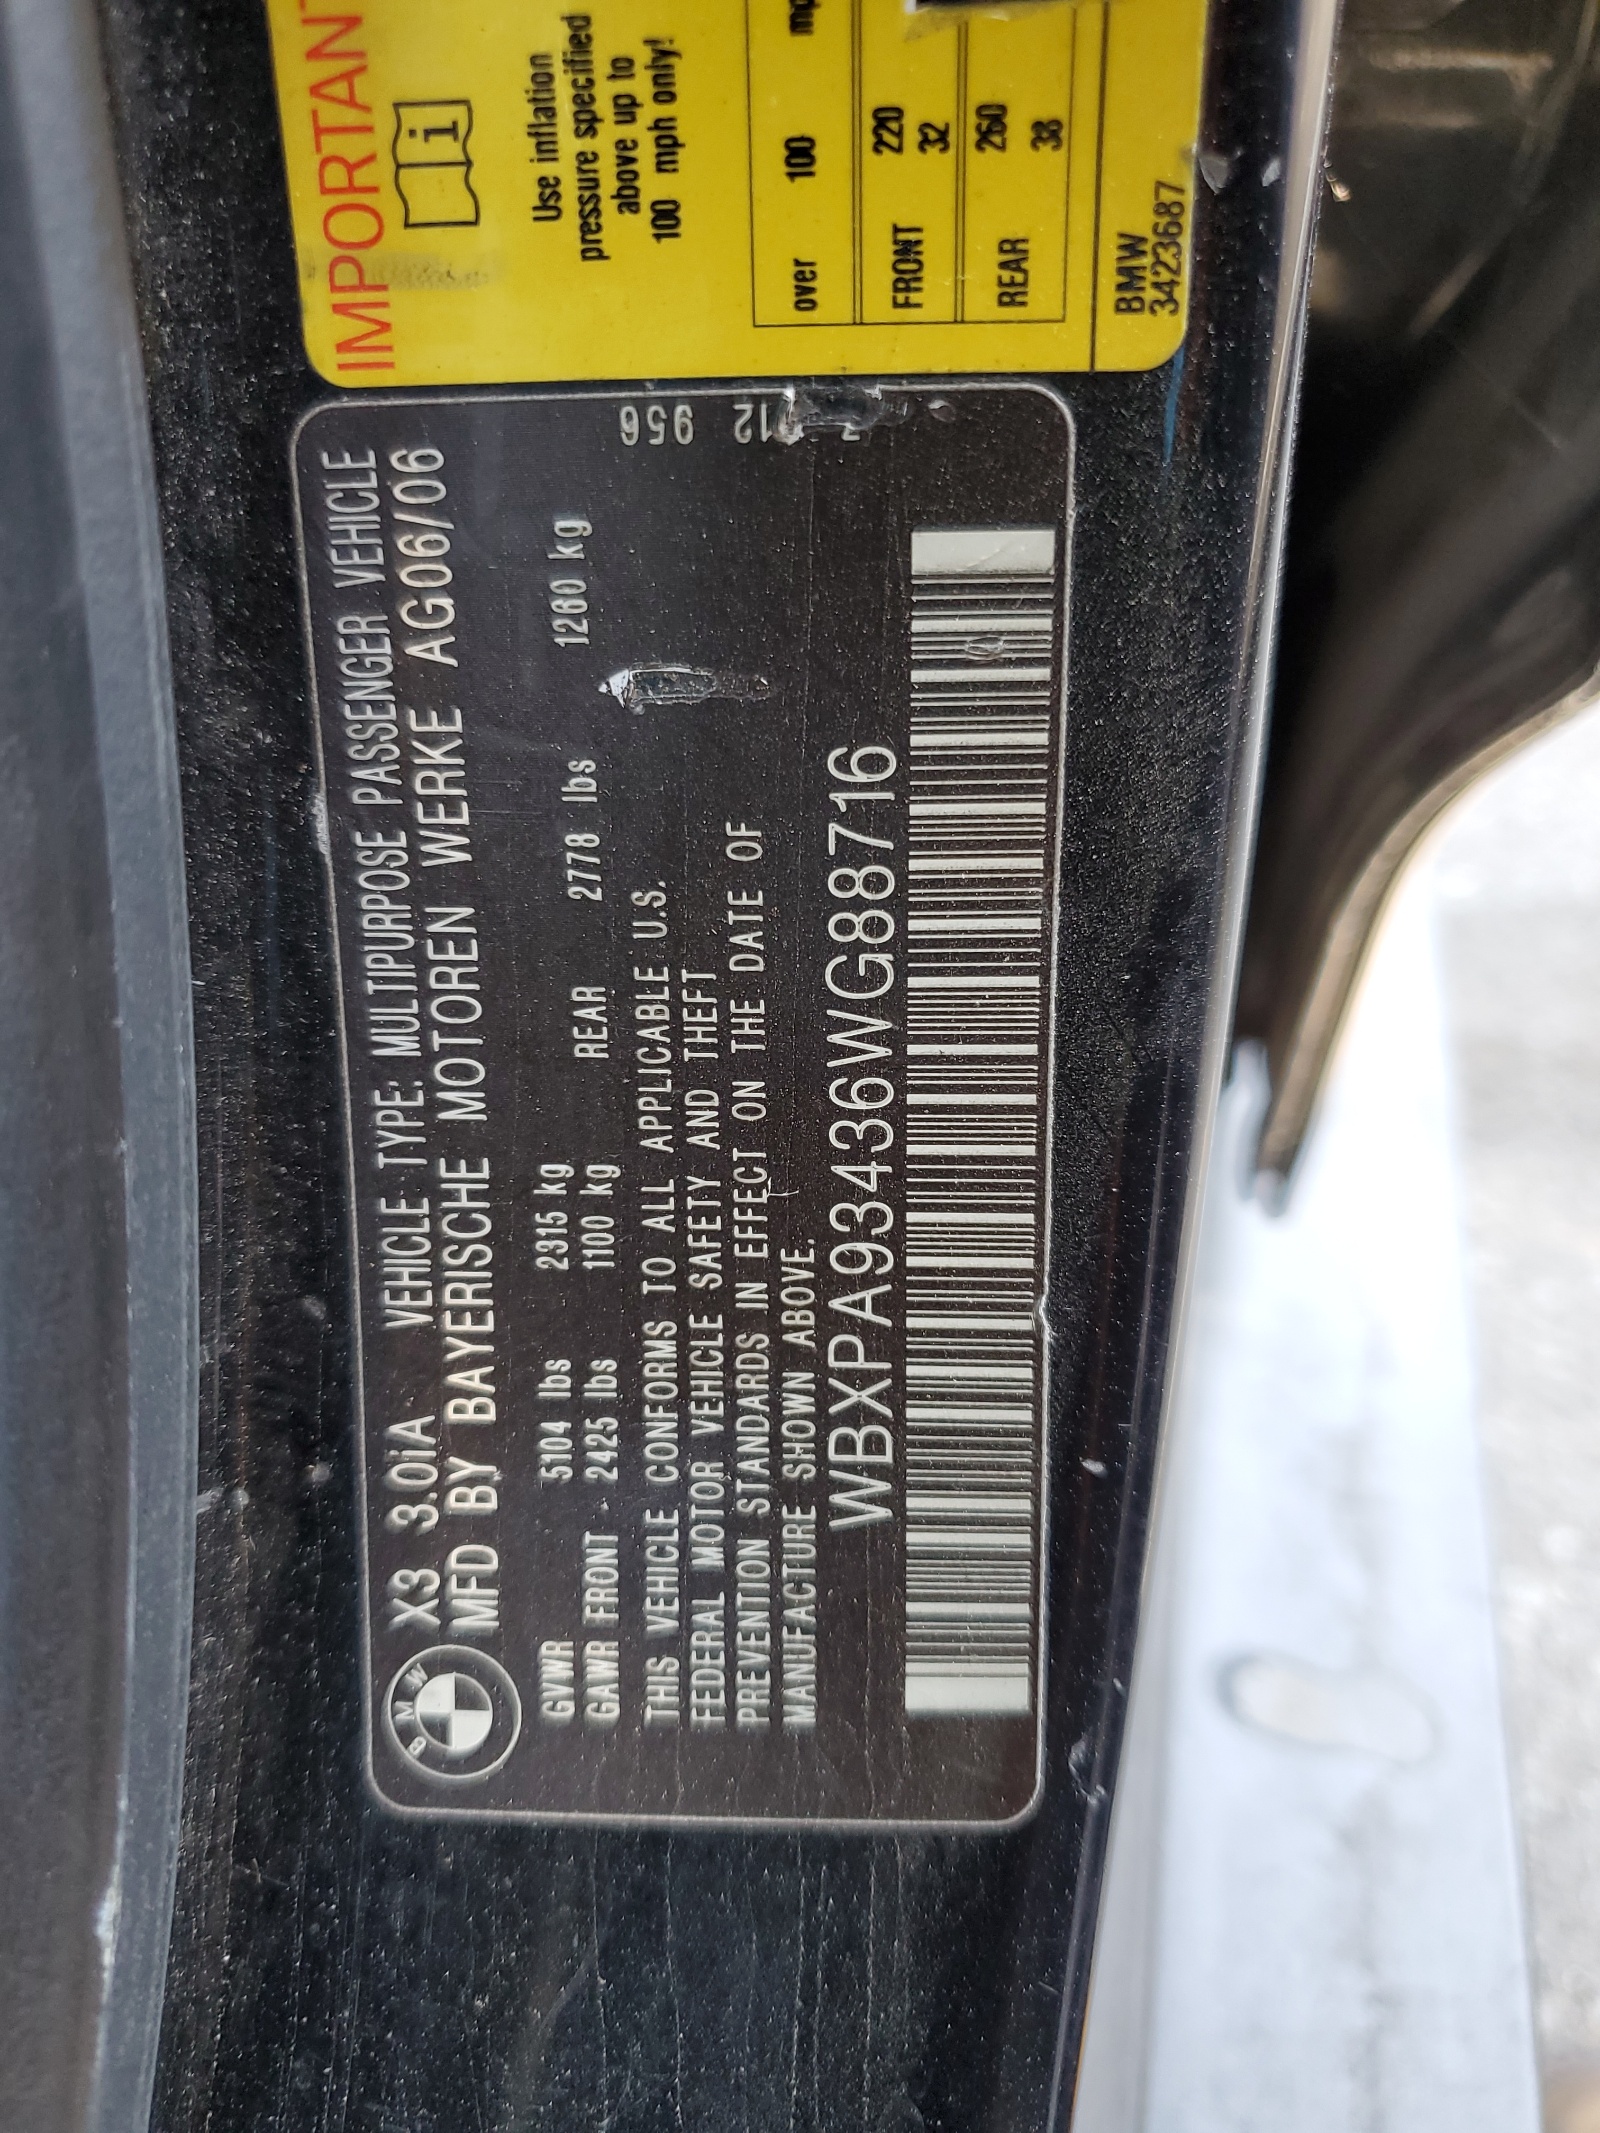 BMW
X3 3.0iA VEHICLE TYPE: MULTIPURPOSE PASSENGER VEHICLE
MFD BY BAYERISCHE MOTOREN WERKE AG06/06
GVWR 5104 lbs 2315 kg
GAWR FRONT 2425 lbs 1100 kg REAR 2778 lbs 1260 kg
THIS VEHICLE CONFORMS TO ALL APPLICABLE U.S.
FEDERAL MOTOR VEHICLE SAFETY AND THEFT
PREVENTION STANDARDS IN EFFECT ON THE DATE OF
MANUFACTURE SHOWN ABOVE.
WBXPA93436WG88716
IMPORTANT
i
Use inflation
pressure specified
above up to
100 mph only!
over 100
FRONT 220
32
REAR 260
38
BMW
3423687